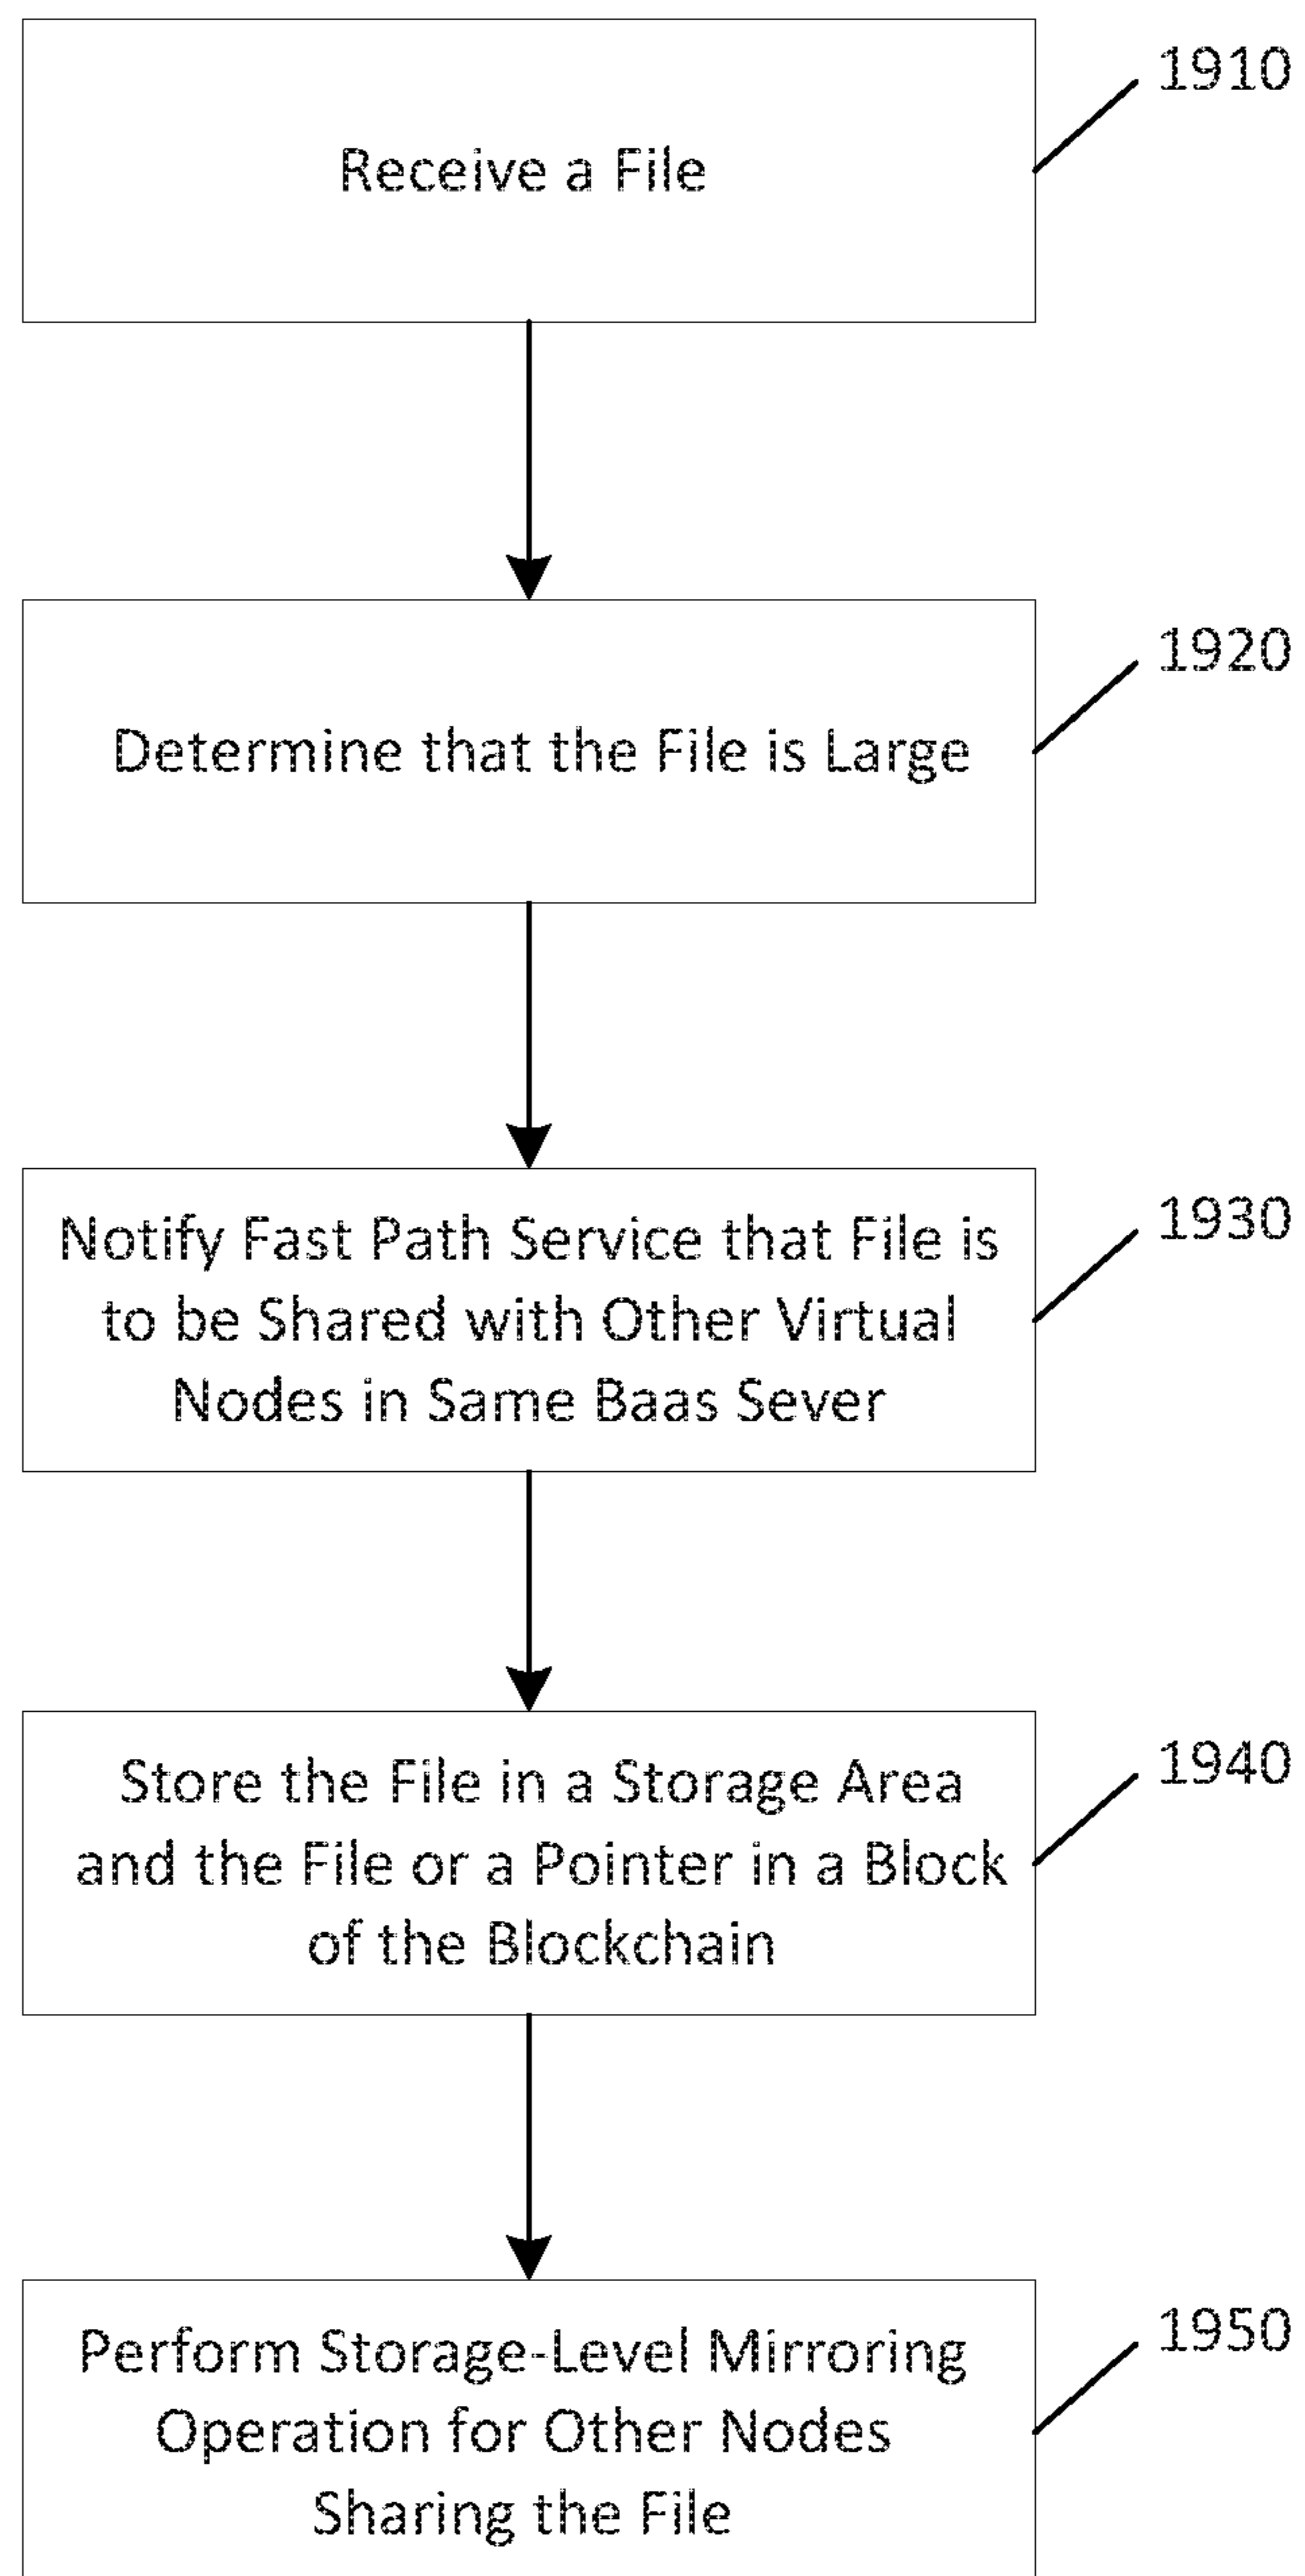 Receive a File
1910
Determine that the File is Large
1920
Notify Fast Path Service that File is
to be Shared with Other Virtual
Nodes in Same Baas Sever
1930
Store the File in a Storage Area
and the File or a Pointer in a Block
of the Blockchain
1940
Perform Storage-Level Mirroring
Operation for Other Nodes
Sharing the File
1950